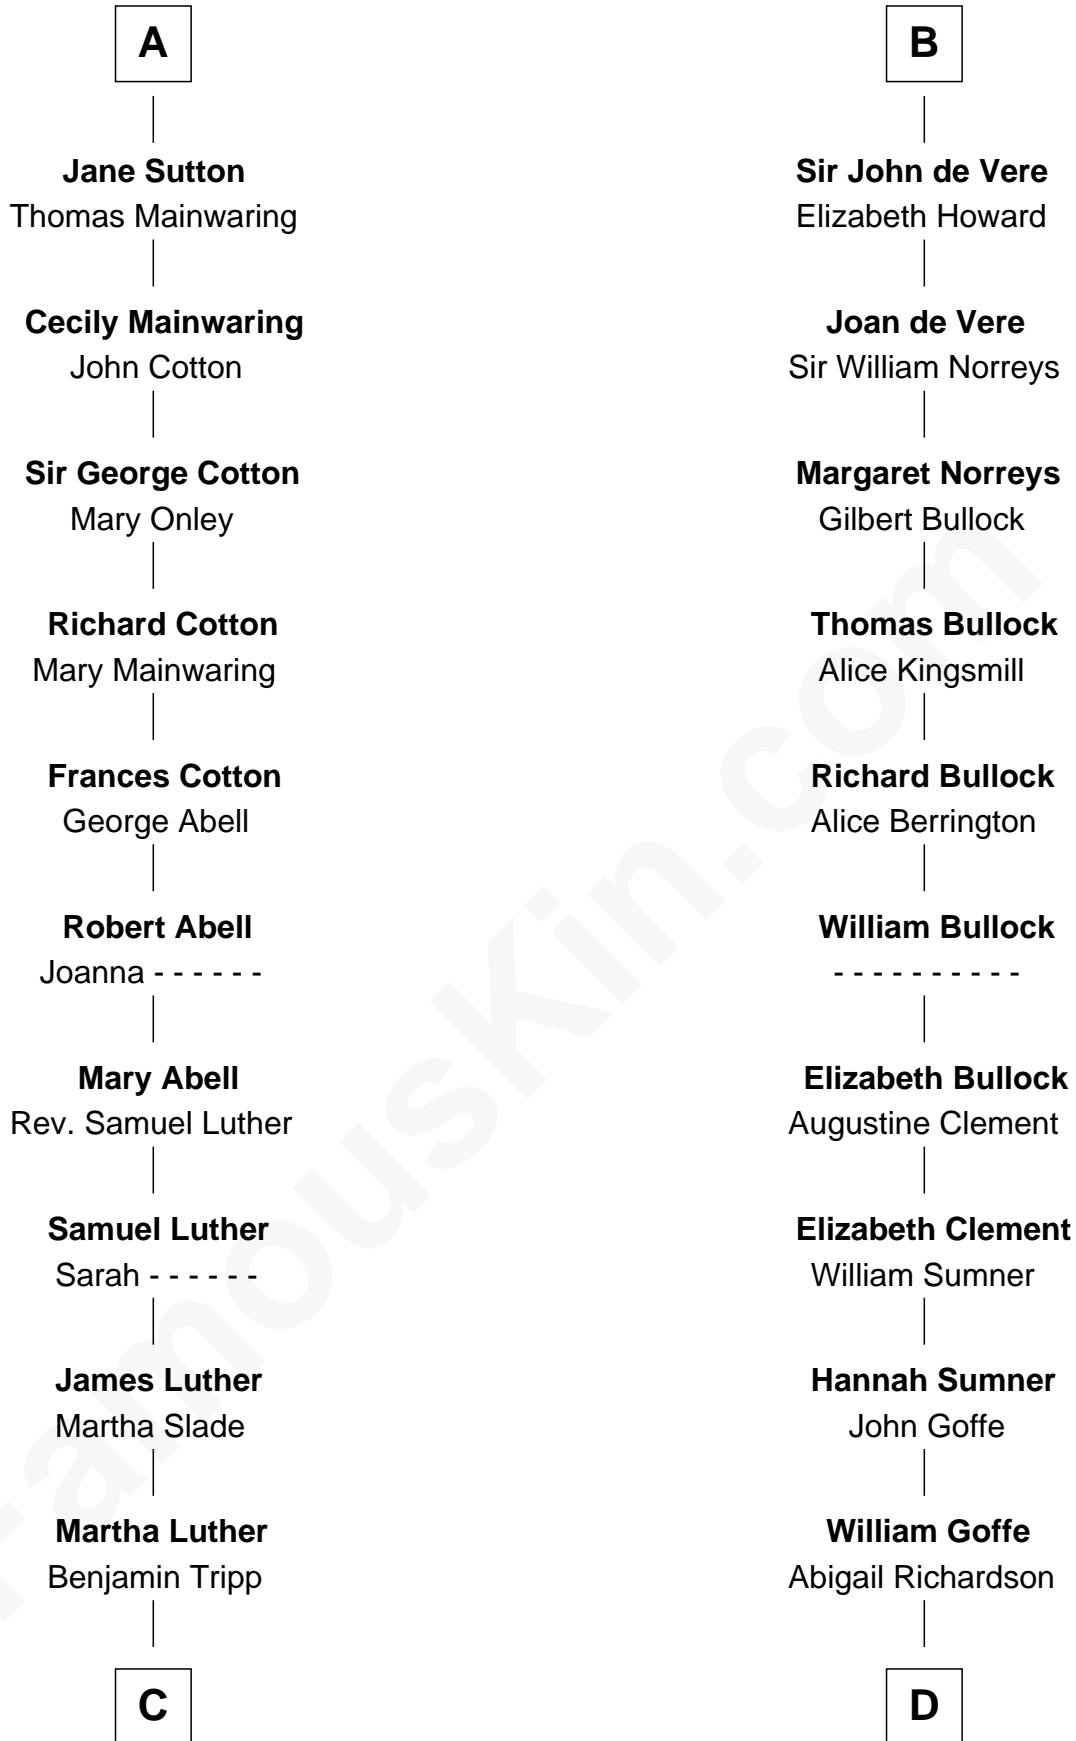 A
Jane Sutton
Thomas Mainwaring
Cecily Mainwaring
John Cotton
Sir George Cotton
Mary Onley
Richard Cotton
Mary Mainwaring
Frances Cotton
George Abell
Robert Abell
Joanna - - - - - -
Mary Abell
Rev. Samuel Luther
Samuel Luther
Sarah - - - - - -
James Luther
Martha Slade
Martha Luther
Benjamin Tripp
C
B
Sir John de Vere
Elizabeth Howard
Joan de Vere
Sir William Norreys
Margaret Norreys
Gilbert Bullock
Thomas Bullock
Alice Kingsmill
Richard Bullock
Alice Berrington
William Bullock
- - - - - - - - - -
Elizabeth Bullock
Augustine Clement
Elizabeth Clement
William Sumner
Hannah Sumner
John Goffe
William Goffe
Abigail Richardson
D
FamousKin.com